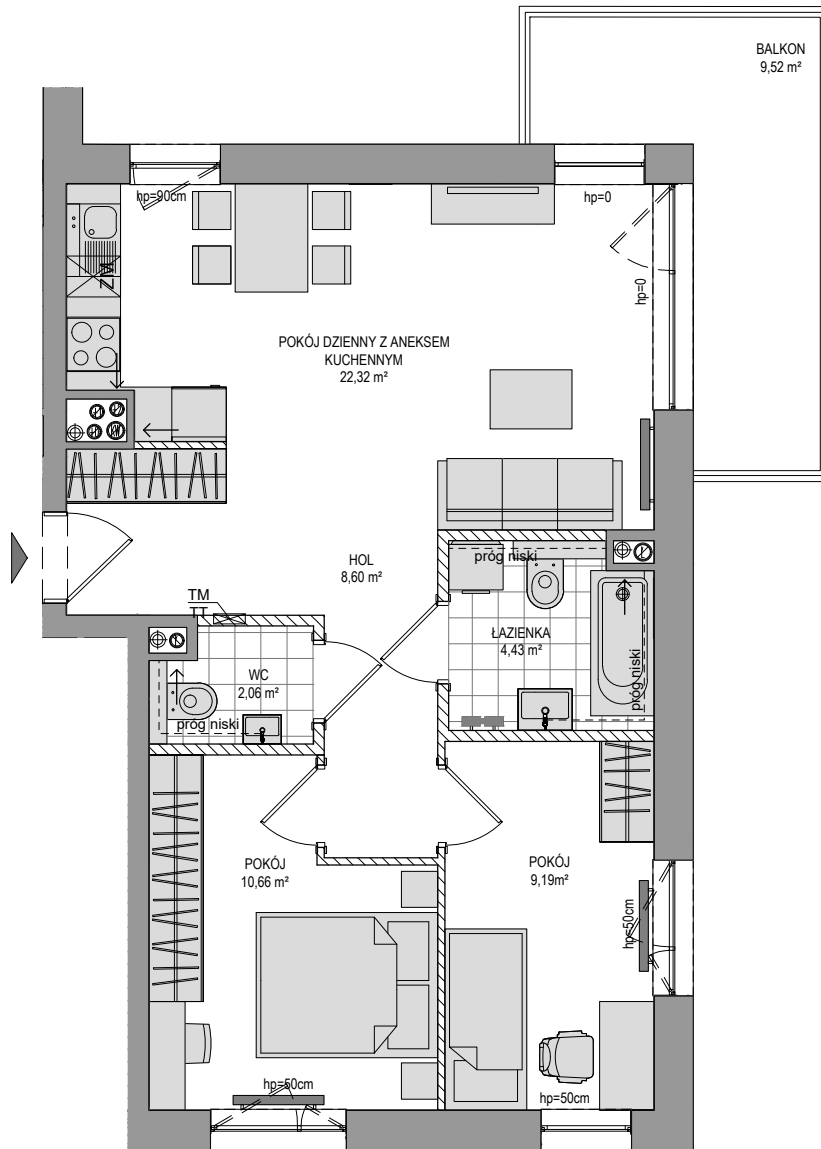 BALKON
9,52 m²
hp=90cm
hp=0
hp=0
ZM
POKÓJ DZIENNY Z ANEKSEM
KUCHENNYM
22,32 m²
HOL
8,60 m²
próg niski
TM
ŁAZIENKA
4,43 m²
próg niski
WC
2,06 m²
próg niski
POKÓJ
10,66 m²
POKÓJ
9,19m²
hp=50cm
hp=50cm
hp=50cm